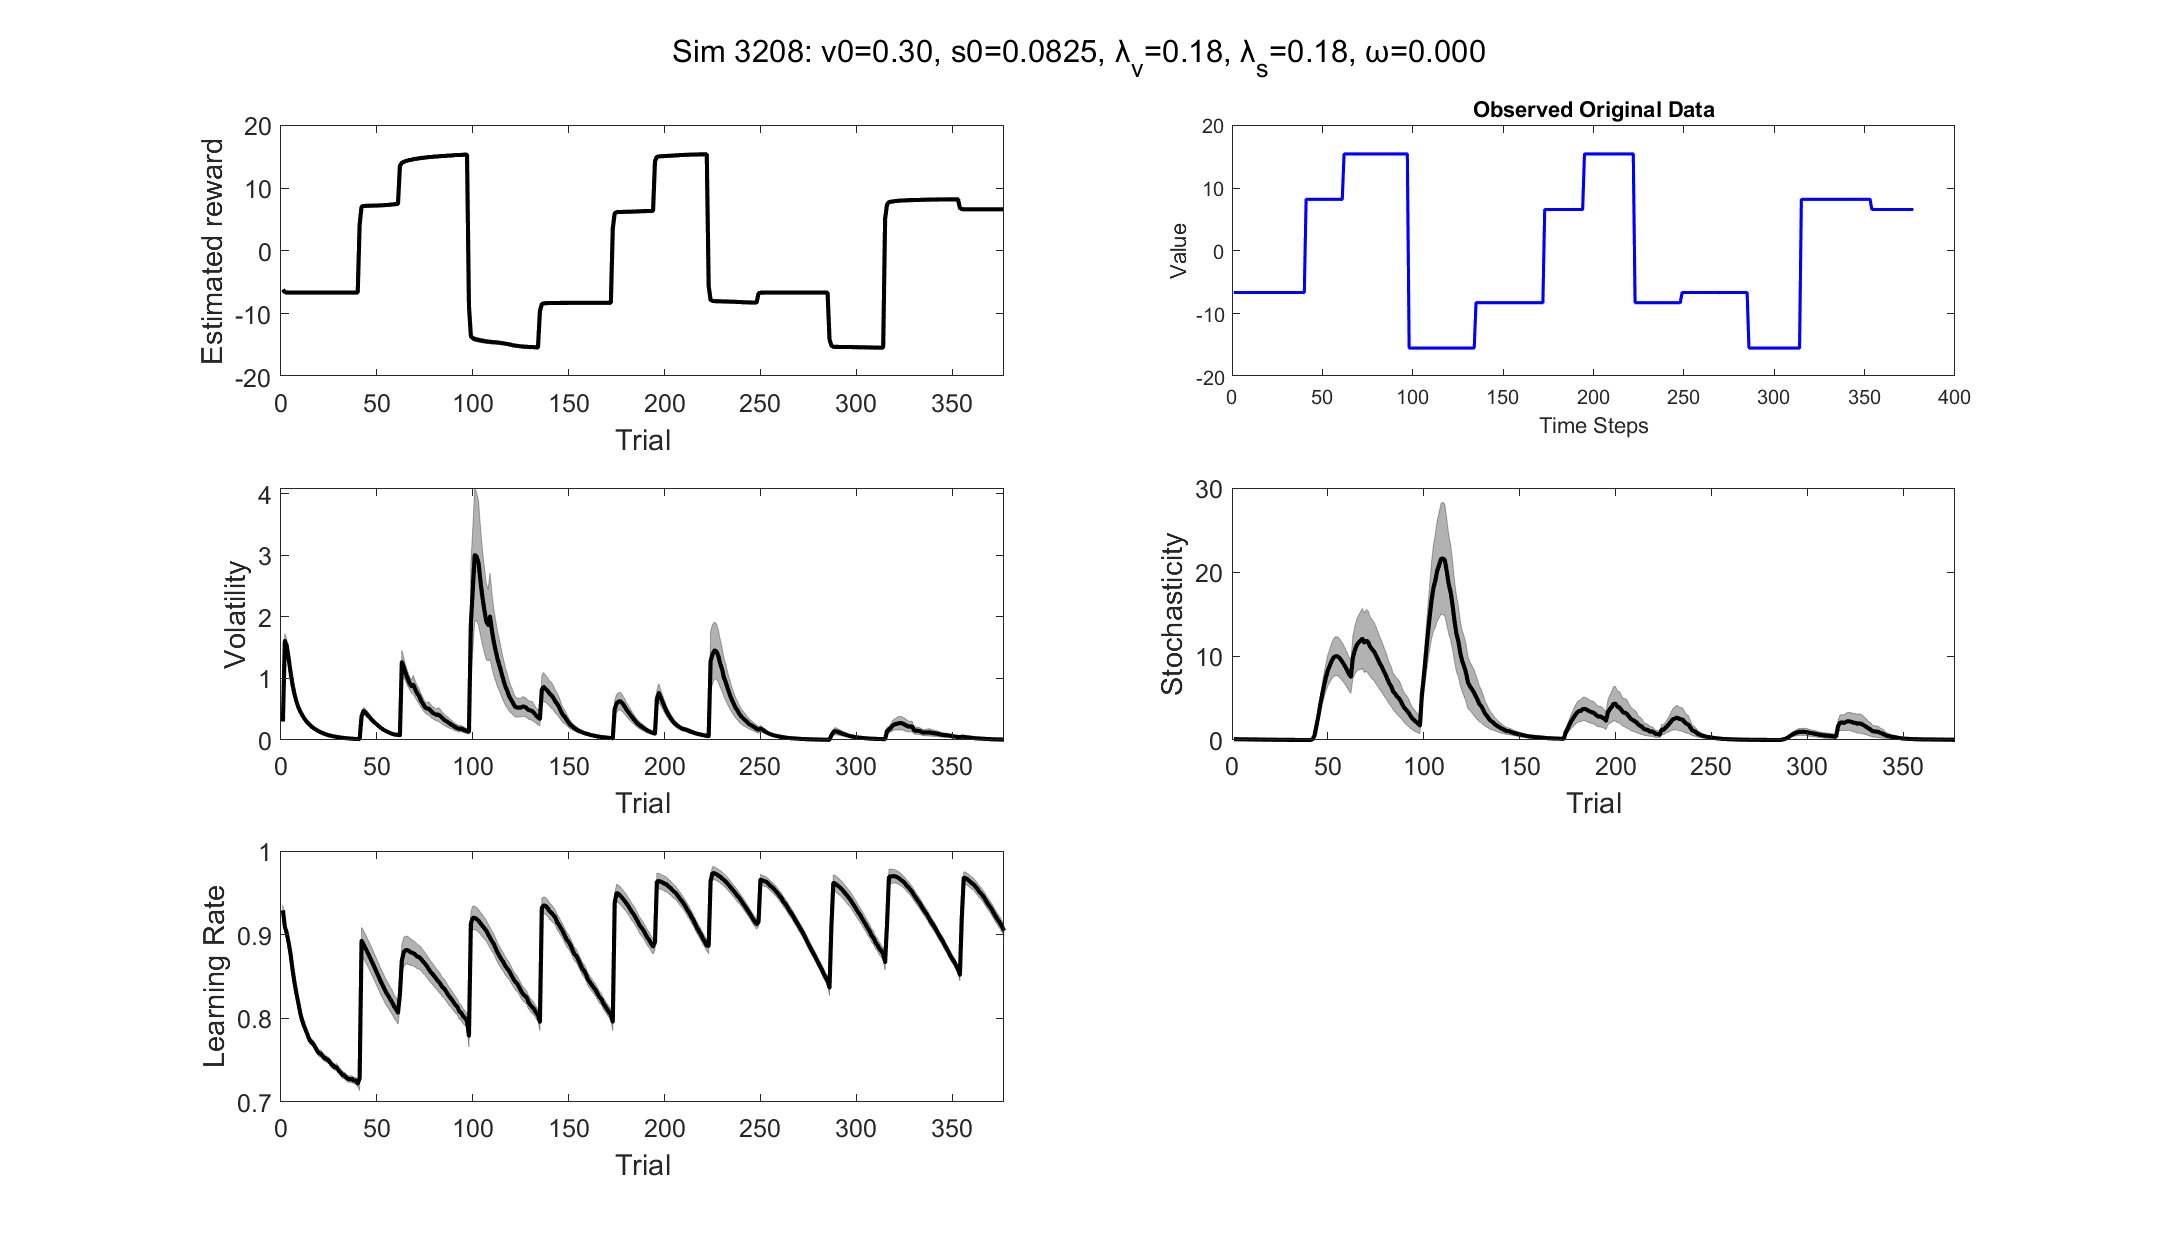 Sim 3208: v0=0.30, s0=0.0825, λv=0.18, λs=0.18, ω=0.000
20
10
0
-10
-20
Estimated reward
0 50 100 150 200 250 300 350
Trial
Observed Original Data
20
10
0
-10
-20
Value
0 50 100 150 200 250 300 350 400
Time Steps
4
3
2
1
0
Volatility
0 50 100 150 200 250 300 350
Trial
30
20
10
0
Stochasticity
0 50 100 150 200 250 300 350
Trial
1
0.9
0.8
0.7
Learning Rate
0 50 100 150 200 250 300 350
Trial